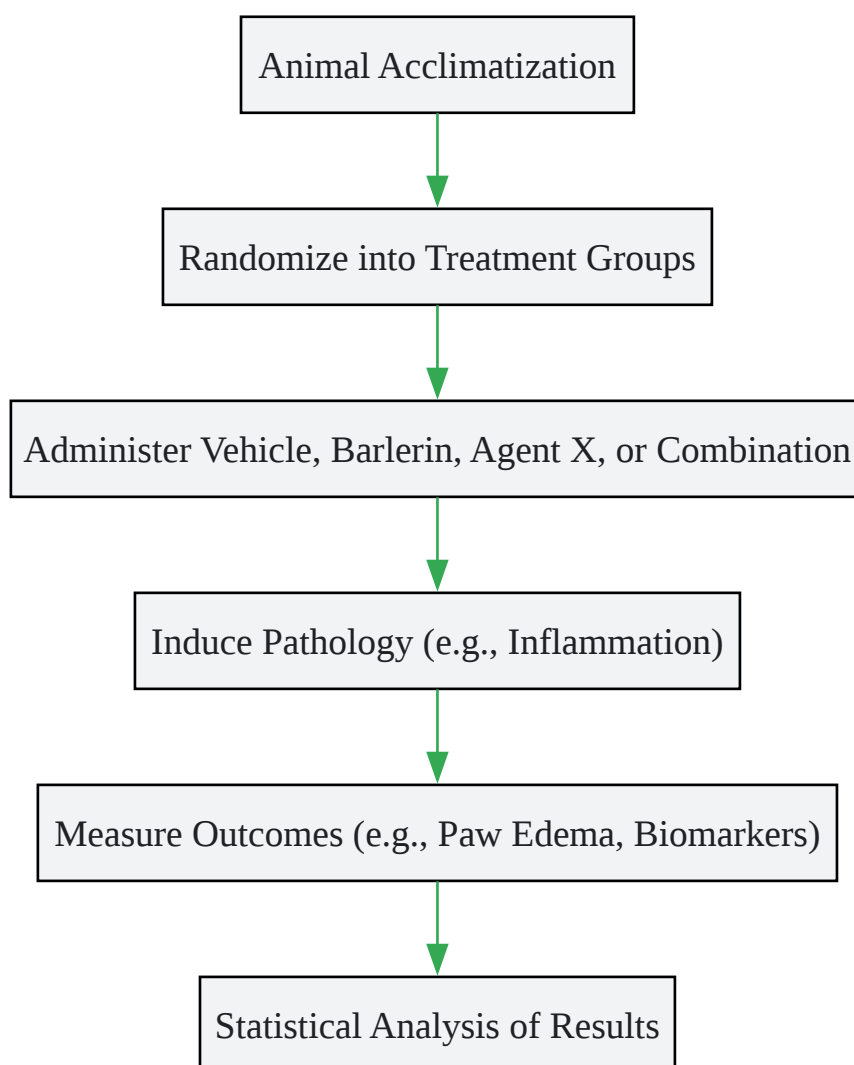 Animal Acclimatization
Randomize into Treatment Groups
Administer Vehicle, Barlerin, Agent X, or Combination
Induce Pathology (e.g., Inflammation)
Measure Outcomes (e.g., Paw Edema, Biomarkers)
Statistical Analysis of Results